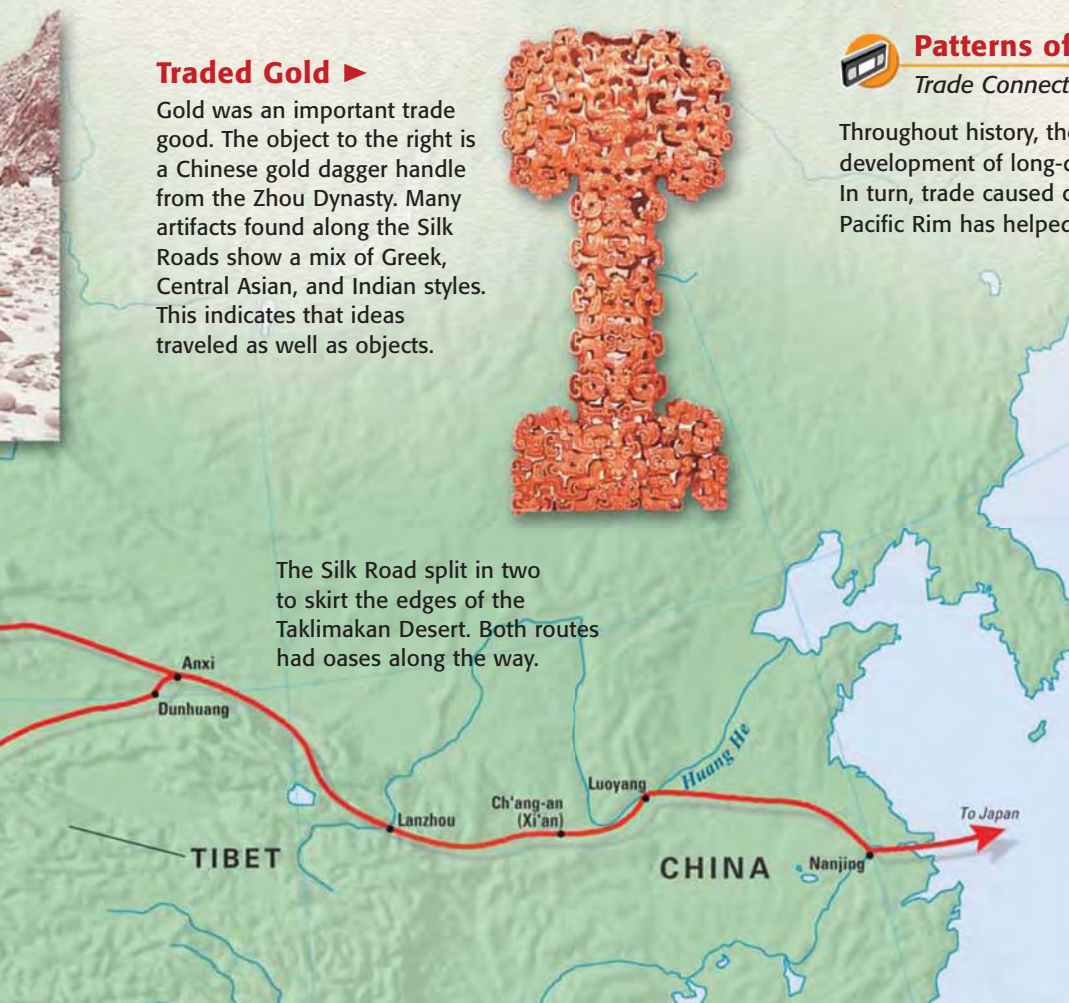 Traded Gold ►
Gold was an important trade
good. The object to the right is
a Chinese gold dagger handle
from the Zhou Dynasty. Many
artifacts found along the Silk
Roads show a mix of Greek,
Central Asian, and Indian styles.
This indicates that ideas
traveled as well as objects.
Patterns of
Trade Connect
Throughout history, the
development of long-
In turn, trade caused
Pacific Rim has helped
The Silk Road split in two
to skirt the edges of the
Taklimakan Desert. Both routes
had oases along the way.
Anxi
Dunhuang
Huang He
Luoyang
Ch'ang-an
(Xi'an)
Lanzhou
To Japan
TIBET
CHINA
Nanjing